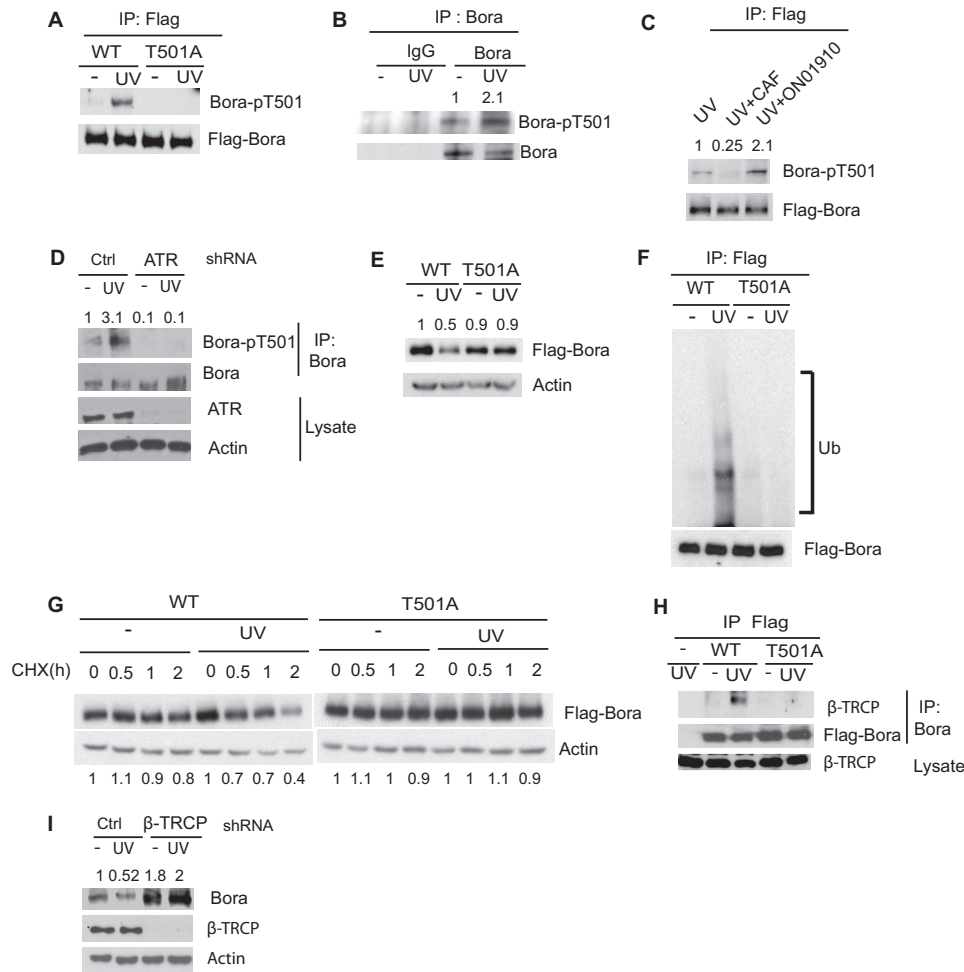 A
IP: Flag
WT T501A
- UV - UV
Bora-pT501
Flag-Bora
B
IP : Bora
IgG Bora
- UV - UV
1 2.1
Bora-pT501
Bora
C
IP: Flag
UV UV+CAF UV+ON01910
1 0.25 2.1
Bora-pT501
Flag-Bora
D
Ctrl ATR shRNA
- UV - UV
1 3.1 0.1 0.1
Bora-pT501
Bora
IP: 
Bora
ATR
Actin
Lysate
E
WT T501A
- UV - UV
1 0.5 0.9 0.9
Flag-Bora
Actin
F
IP: Flag
WT T501A
- UV - UV
Ub
Flag-Bora
G
WT T501A
- UV - UV
CHX(h) 0 0.5 1 2 0 0.5 1 2 0 0.5 1 2 0 0.5 1 2
Flag-Bora
Actin
1 1.1 0.9 0.8 1 0.7 0.7 0.4 1 1.1 1 0.9 1 1 1.1 0.9
H
IP Flag
- WT T501A
UV - UV - UV
β-TRCP
Flag-Bora
IP:
Bora
β-TRCP Lysate
I
Ctrl β-TRCP shRNA
- UV - UV
1 0.52 1.8 2
Bora
β-TRCP
Actin